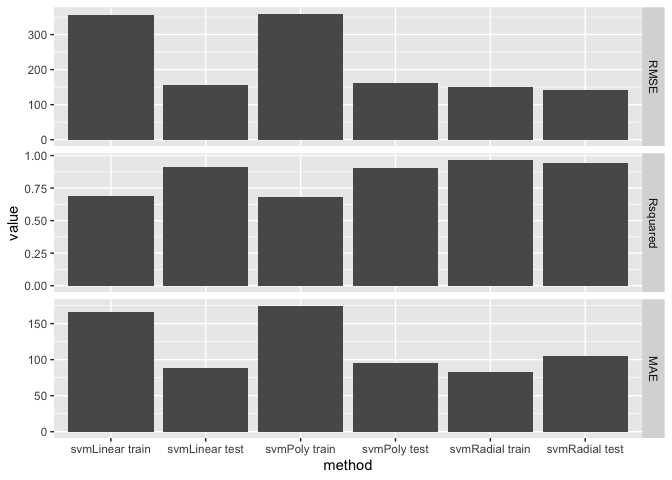 300
200
100
0
RMSE
1.00
0.75
0.50
0.25
0.00
Rsquared
value
150
100
50
0
MAE
svmLinear train svmLinear test svmPoly train svmPoly test svmRadial train svmRadial test
method